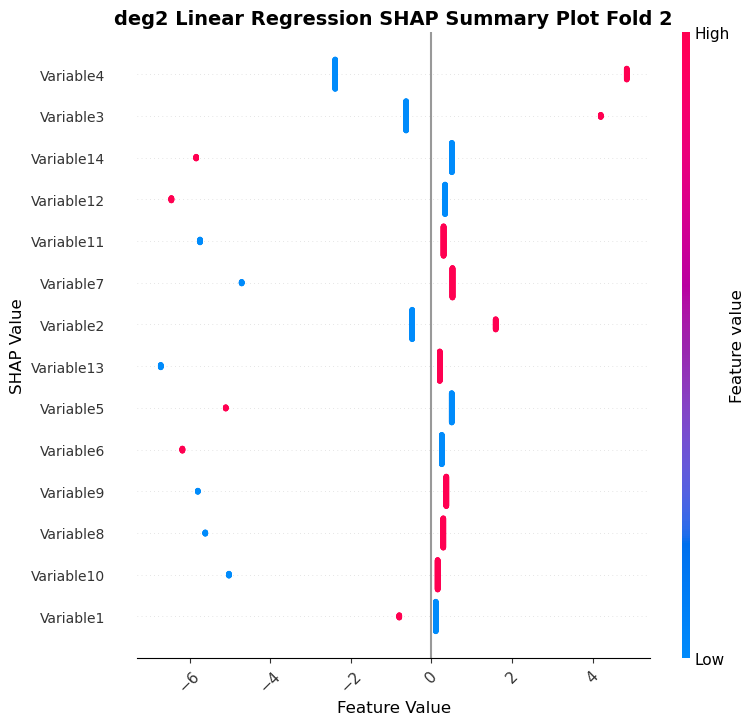 deg2 Linear Regression SHAP Summary Plot Fold 2
High
Variable4
Variable3
Variable14
Variable12
Variable11
Variable7
Variable2
Variable13
Variable5
Variable6
Variable9
Variable8
Variable10
Variable1
SHAP Value
Feature value
Low
−6
−4
−2
0
2
4
Feature Value